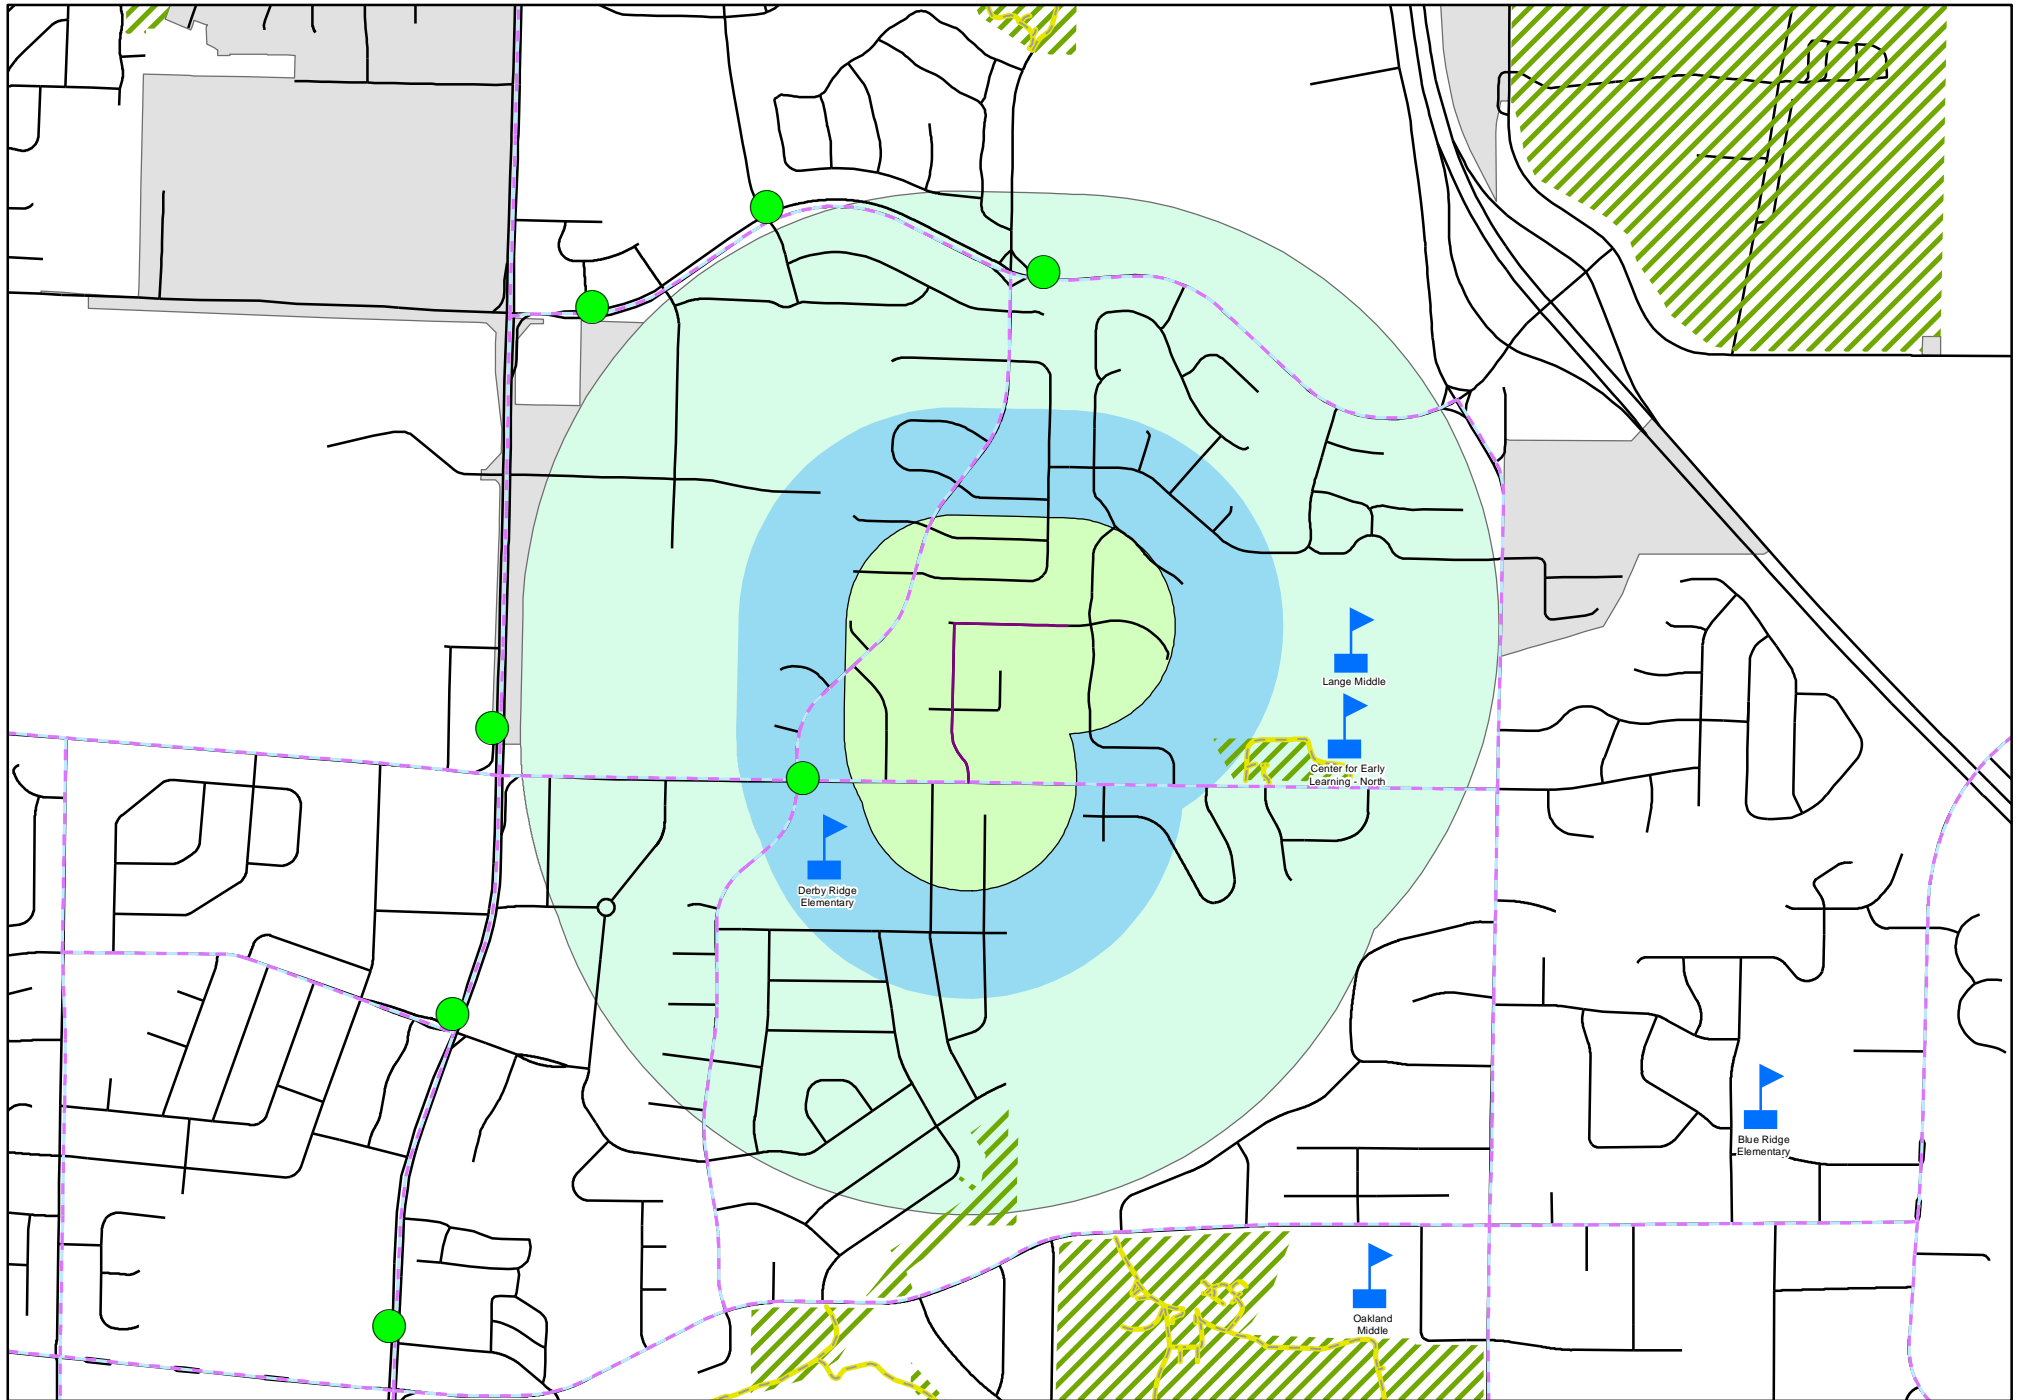 Lange Middle
Center for Early
Learning - North
Derby Ridge
Elementary
Blue Ridge
Elementary
Oakland
Middle